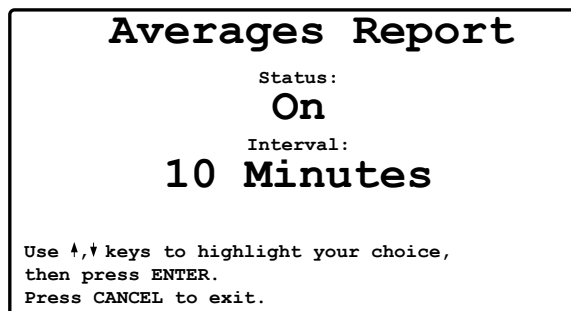 Averages Report
Status:
On
Interval:
10 Minutes
Use ↑,↓ keys to highlight your choice,
then press ENTER.
Press CANCEL to exit.